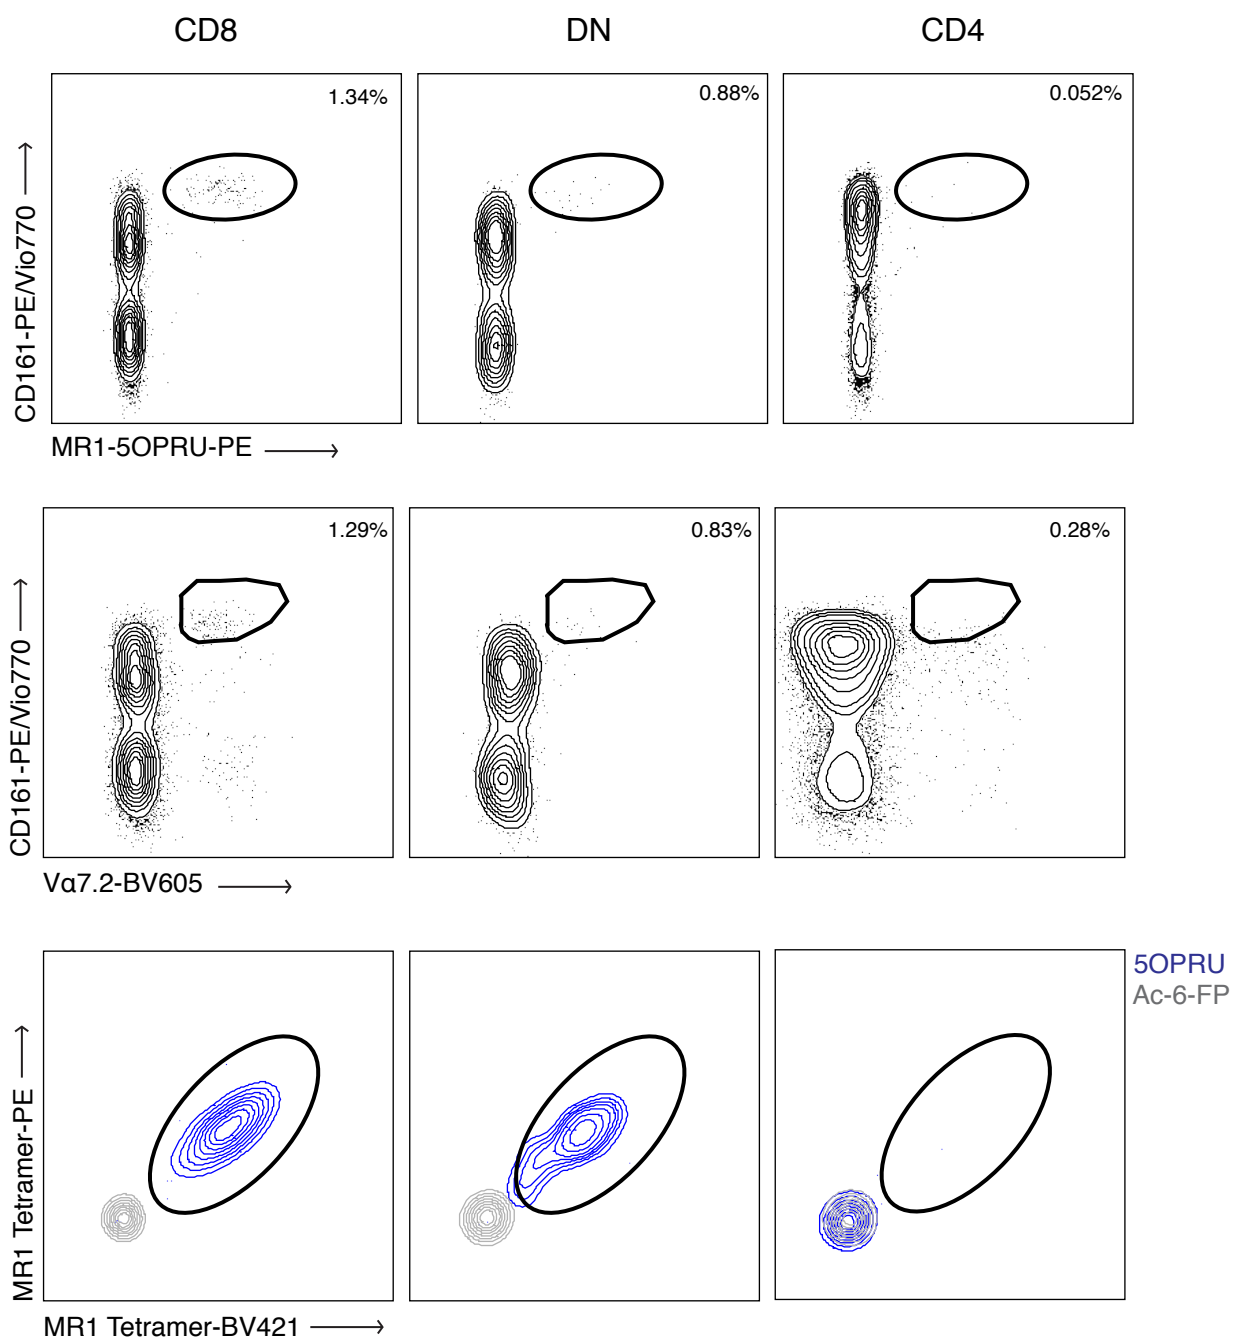 CD8 DN CD4
1.34% 0.88% 0.052%
CD161-PE/Vio770
MR1-5OPRU-PE
1.29% 0.83% 0.28%
CD161-PE/Vio770
Vα7.2-BV605
5OPRU
Ac-6-FP
MR1 Tetramer-PE
MR1 Tetramer-BV421